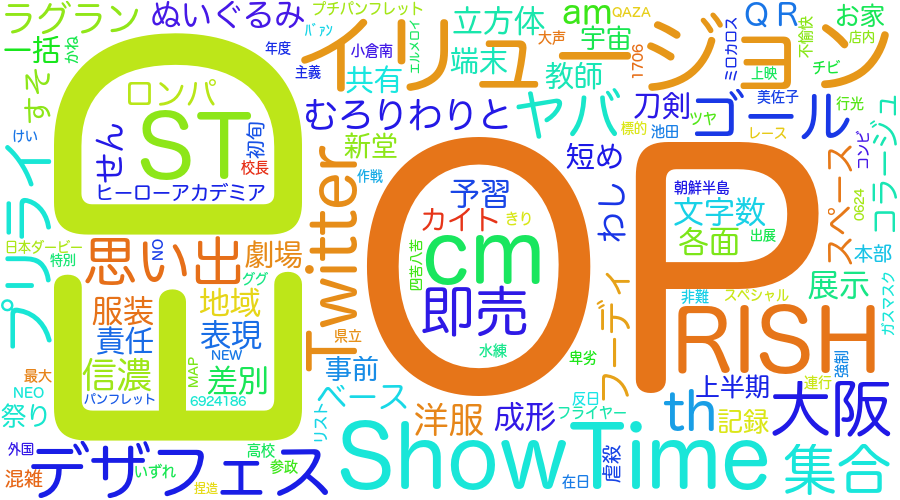 ラグラン
ぬいぐるみ
プチパンフレット
立方体
am
QAZA
QR
お家
一括
かね
年度
バァン
イリュージョン
エルメロイ
大声
宇宙
ミロカロス
不愉快
店内
主義
小倉南
端末
1706
上映
チビ
すそ
ロンパ
共有
教師
美佐子
行光
むろりわりと
ヤバ
刀剣
ゴール
ツヤ
けい
せん
ST
初旬
新堂
標的
池田
レース
コラージュ
校長
短め
コンビ
作戦
ヒーローアカデミア
予習
朝鮮半島
プリライ
Twitter
カイト
きり
わし
文字数
スペース
0624
日本ダービー
特別
思い出
NO
劇場
四苦八苦
cm
各面
出展
本部
ググ
即売
OP
非難
スペシャル
展示
ガスマスク
服装
地域
責任
表現
県立
水練
フーディ
RISH
NEW
信濃
MAP
差別
事前
卑劣
強制
最大
NEO
パンフレット
6924186
ベース
反日
上半期
連行
祭り
リスト
洋服
成形
フライヤー
th
記録
大阪
外国
高校
ShowTime
虐殺
混雑
デザフェス
いずれ
参政
捏造
在日
集合